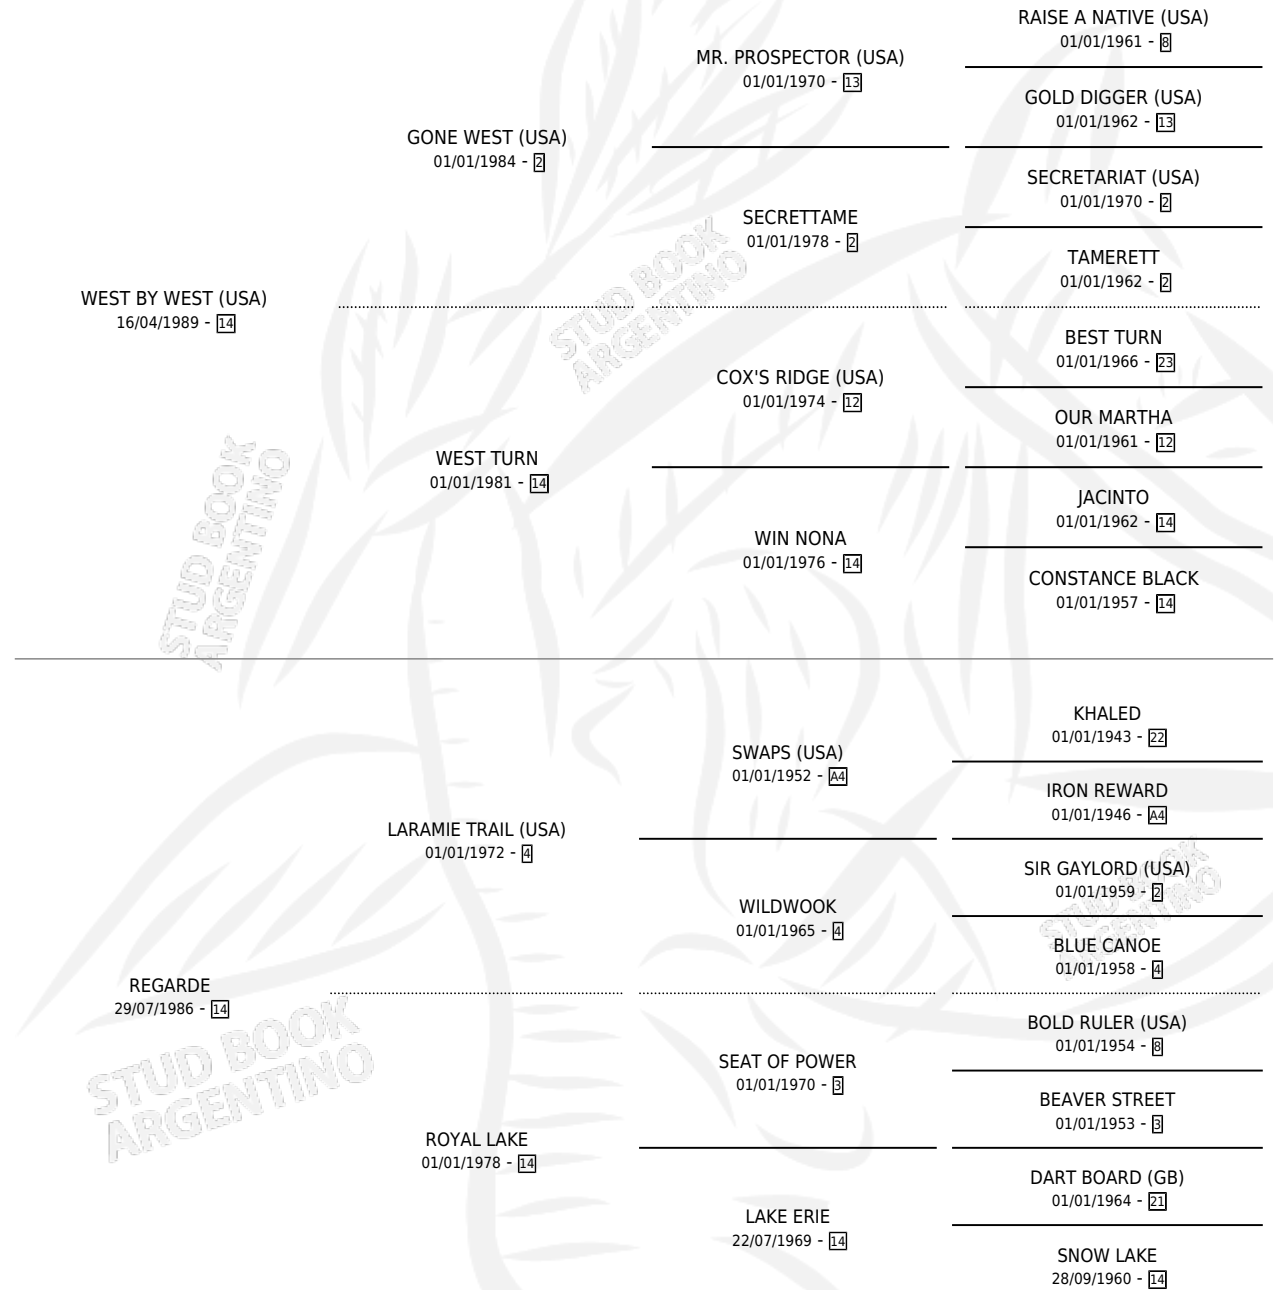 RAISE A NATIVE (USA)
01/01/1961 - 8
MR. PROSPECTOR (USA)
01/01/1970 - 13
GOLD DIGGER (USA)
01/01/1962 - 13
GONE WEST (USA)
01/01/1984 - 2
SECRETARIAT (USA)
01/01/1970 - 2
SECRETTAME
01/01/1978 - 2
TAMERETT
01/01/1962 - 2
WEST BY WEST (USA)
16/04/1989 - 14
STUD BOOK
ARGENTINO
BEST TURN
01/01/1966 - 23
COX'S RIDGE (USA)
01/01/1974 - 12
OUR MARTHA
01/01/1961 - 12
WEST TURN
01/01/1981 - 14
JACINTO
01/01/1962 - 14
WIN NONA
01/01/1976 - 14
CONSTANCE BLACK
01/01/1957 - 14
STUD BOOK
ARGENTINO
KHALED
01/01/1943 - 22
SWAPS (USA)
01/01/1952 - A4
IRON REWARD
01/01/1946 - A4
LARAMIE TRAIL (USA)
01/01/1972 - 4
SIR GAYLORD (USA)
01/01/1959 - 2
WILDWOOK
01/01/1965 - 4
BLUE CANOE
01/01/1958 - 4
STUD BOOK
ARGENTINO
REGARDE
29/07/1986 - 14
BOLD RULER (USA)
01/01/1954 - 8
SEAT OF POWER
01/01/1970 - 3
BEAVER STREET
01/01/1953 - 3
STUD BOOK
ARGENTINO
ROYAL LAKE
01/01/1978 - 14
DART BOARD (GB)
01/01/1964 - 21
LAKE ERIE
22/07/1969 - 14
SNOW LAKE
28/09/1960 - 14